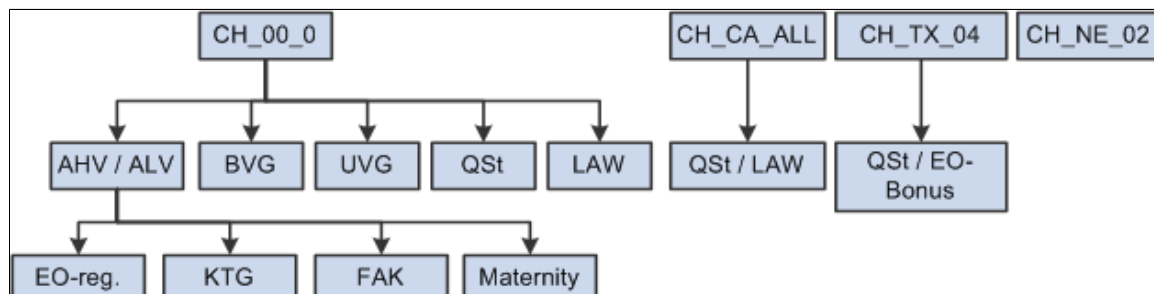 CH_00_0
CH_CA_ALL
CH_TX_04
CH_NE_02
AHV / ALV
BVG
UVG
QSt
LAW
QSt / LAW
QSt / EO-
Bonus
EO-reg.
KTG
FAK
Maternity